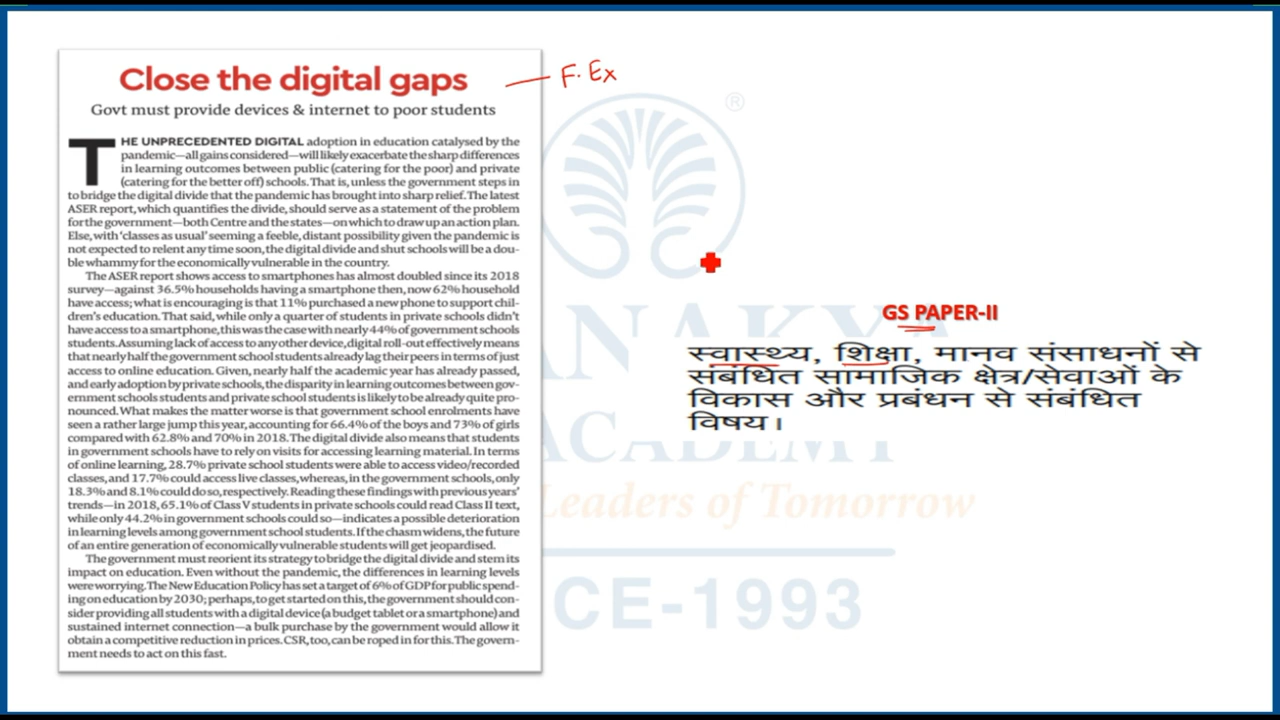 Close the digital gaps
F. Ex
Govt must provide devices & internet to poor students
THE UNPRECEDENTED DIGITAL adoption in education catalysed by the
pandemic—all gains considered—will likely exacerbate the sharp differences
in learning outcomes between public (catering for the poor) and private
(catering for the better off) schools. That is, unless the government steps in
to bridge the digital divide that the pandemic has brought into sharp relief. The latest
ASER report, which quantifies the divide, should serve as a statement of the problem
for the government—both Centre and the states—on which to draw up an action plan.
Else, with 'classes as usual' seeming a feeble, distant possibility given the pandemic is
not expected to relent any time soon, the digital divide and shut schools will be a dou-
ble whammy for the economically vulnerable in the country.
The ASER report shows access to smartphones has almost doubled since its 2018
survey—against 36.5% households having a smartphone then, now 62% household
have access; what is encouraging is that 11% purchased a new phone to support chil-
dren's education. That said, while only a quarter of students in private schools didn't
have access to a smartphone, this was the case with nearly 44% of government schools
students. Assuming lack of access to any other device, digital roll-out effectively means
that nearly half the government school students already lag their peers in terms of just
access to online education. Given, nearly half the academic year has already passed,
and early adoption by private schools, the disparity in learning outcomes between gov-
ernment schools students and private school students is likely to be already quite pro-
nounced. What makes the matter worse is that government school enrolments have
seen a rather large jump this year, accounting for 66.4% of the boys and 73% of girls
compared with 62.8% and 70% in 2018. The digital divide also means that students
in government schools have to rely on visits for accessing learning material. In terms
of online learning, 28.7% private school students were able to access video/recorded
classes, and 17.7% could access live classes, whereas, in the government schools, only
18.3% and 8.1% could do so, respectively. Reading these findings with previous years'
trends—in 2018, 65.1% of Class V students in private schools could read Class II text,
while only 44.2% in government schools could so—indicates a possible deterioration
in learning levels among government school students. If the chasm widens, the future
of an entire generation of economically vulnerable students will get jeopardised.
The government must reorient its strategy to bridge the digital divide and stem its
impact on education. Even without the pandemic, the differences in learning levels
were worrying. The New Education Policy has set a target of 6% of GDP for public spend-
ing on education by 2030; perhaps, to get started on this, the government should con-
sider providing all students with a digital device (a budget tablet or a smartphone) and
sustained internet connection—a bulk purchase by the government would allow it
obtain a competitive reduction in prices. CSR, too, can be roped in for this. The govern-
ment needs to act on this fast.
GS PAPER-II
स्वास्थ्य, शिक्षा, मानव संसाधनों से
संबंधित सामाजिक क्षेत्र/सेवाओं के
विकास और प्रबंधन से संबंधित
विषय।
®
ANAKYA
ACADEMY
Leaders of Tomorrow
CE-1993